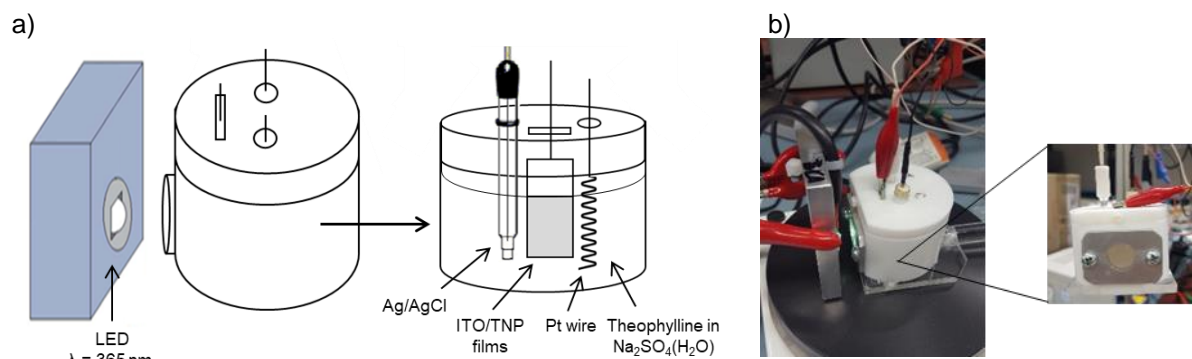 a)
b)
Ag/AgCl
LED
λ = 365 nm
ITO/TNP
films
Pt wire
Theophylline in
Na₂SO₄(H₂O)